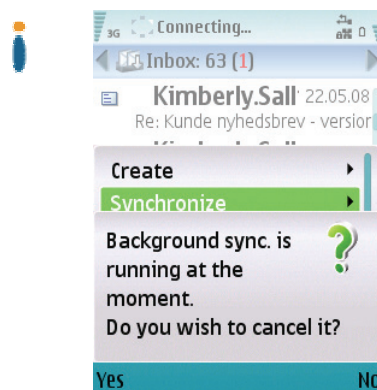 3G Connecting...
Inbox: 63 (1)
Kimberly.Sall 22.05.08
Re: Kunde nyhedsbrev - version
Create
Synchronize
Background sync. is
running at the
moment.
Do you wish to cancel it?
Yes No